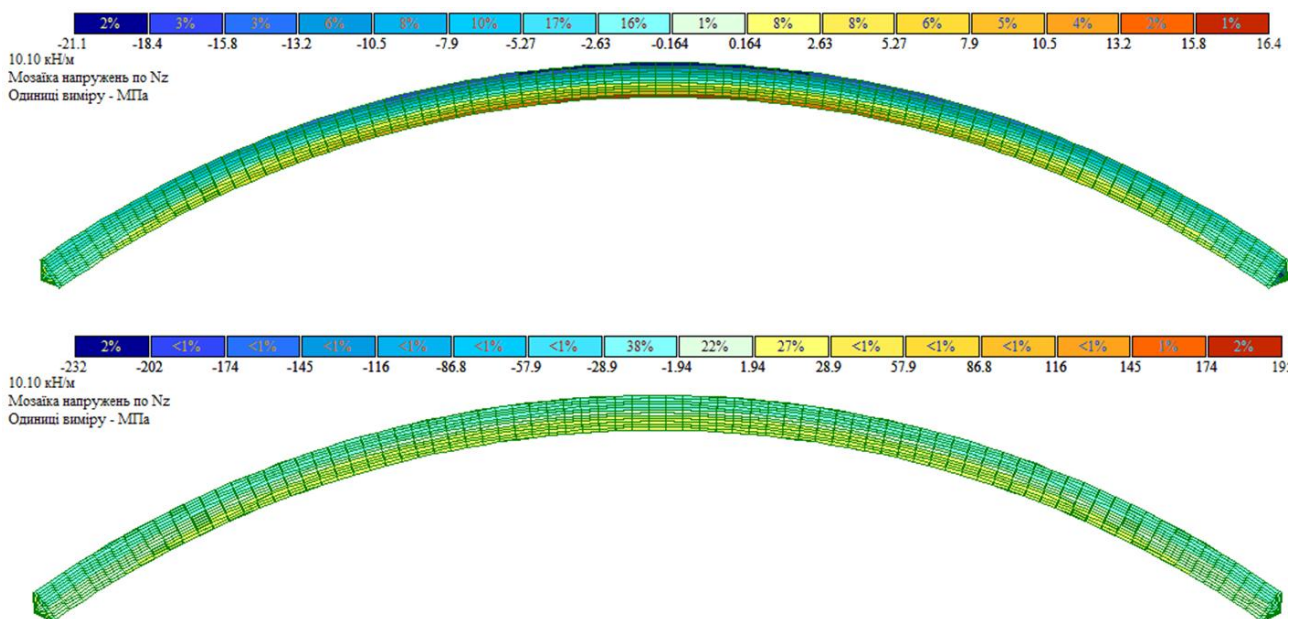 2% 3% 3% 6% 8% 10% 17% 16% 1% 8% 8% 6% 5% 4% 2% 1%
-21.1 -18.4 -15.8 -13.2 -10.5 -7.9 -5.27 -2.63 -0.164 0.164 2.63 5.27 7.9 10.5 13.2 15.8 16.4
10.10 кН/м
Мозаїка напружень по Nz
Одиниці виміру - МПа
2% <1% <1% <1% <1% <1% <1% 38% 22% 27% <1% <1% <1% <1% 1% 2%
-232 -202 -174 -145 -116 -86.8 -57.9 -28.9 -1.94 1.94 28.9 57.9 86.8 116 145 174
10.10 кН/м
Мозаїка напружень по Nz
Одиниці виміру - МПа